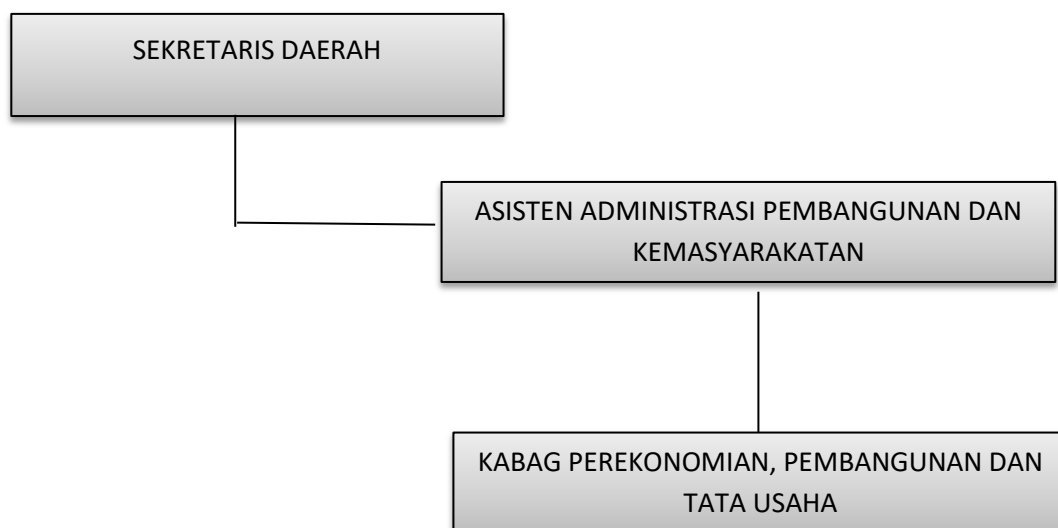 SEKRETARIS DAERAH
ASISTEN ADMINISTRASI PEMBANGUNAN DAN
KEMASYARAKATAN
KABAG PEREKONOMIAN, PEMBANGUNAN DAN
TATA USAHA